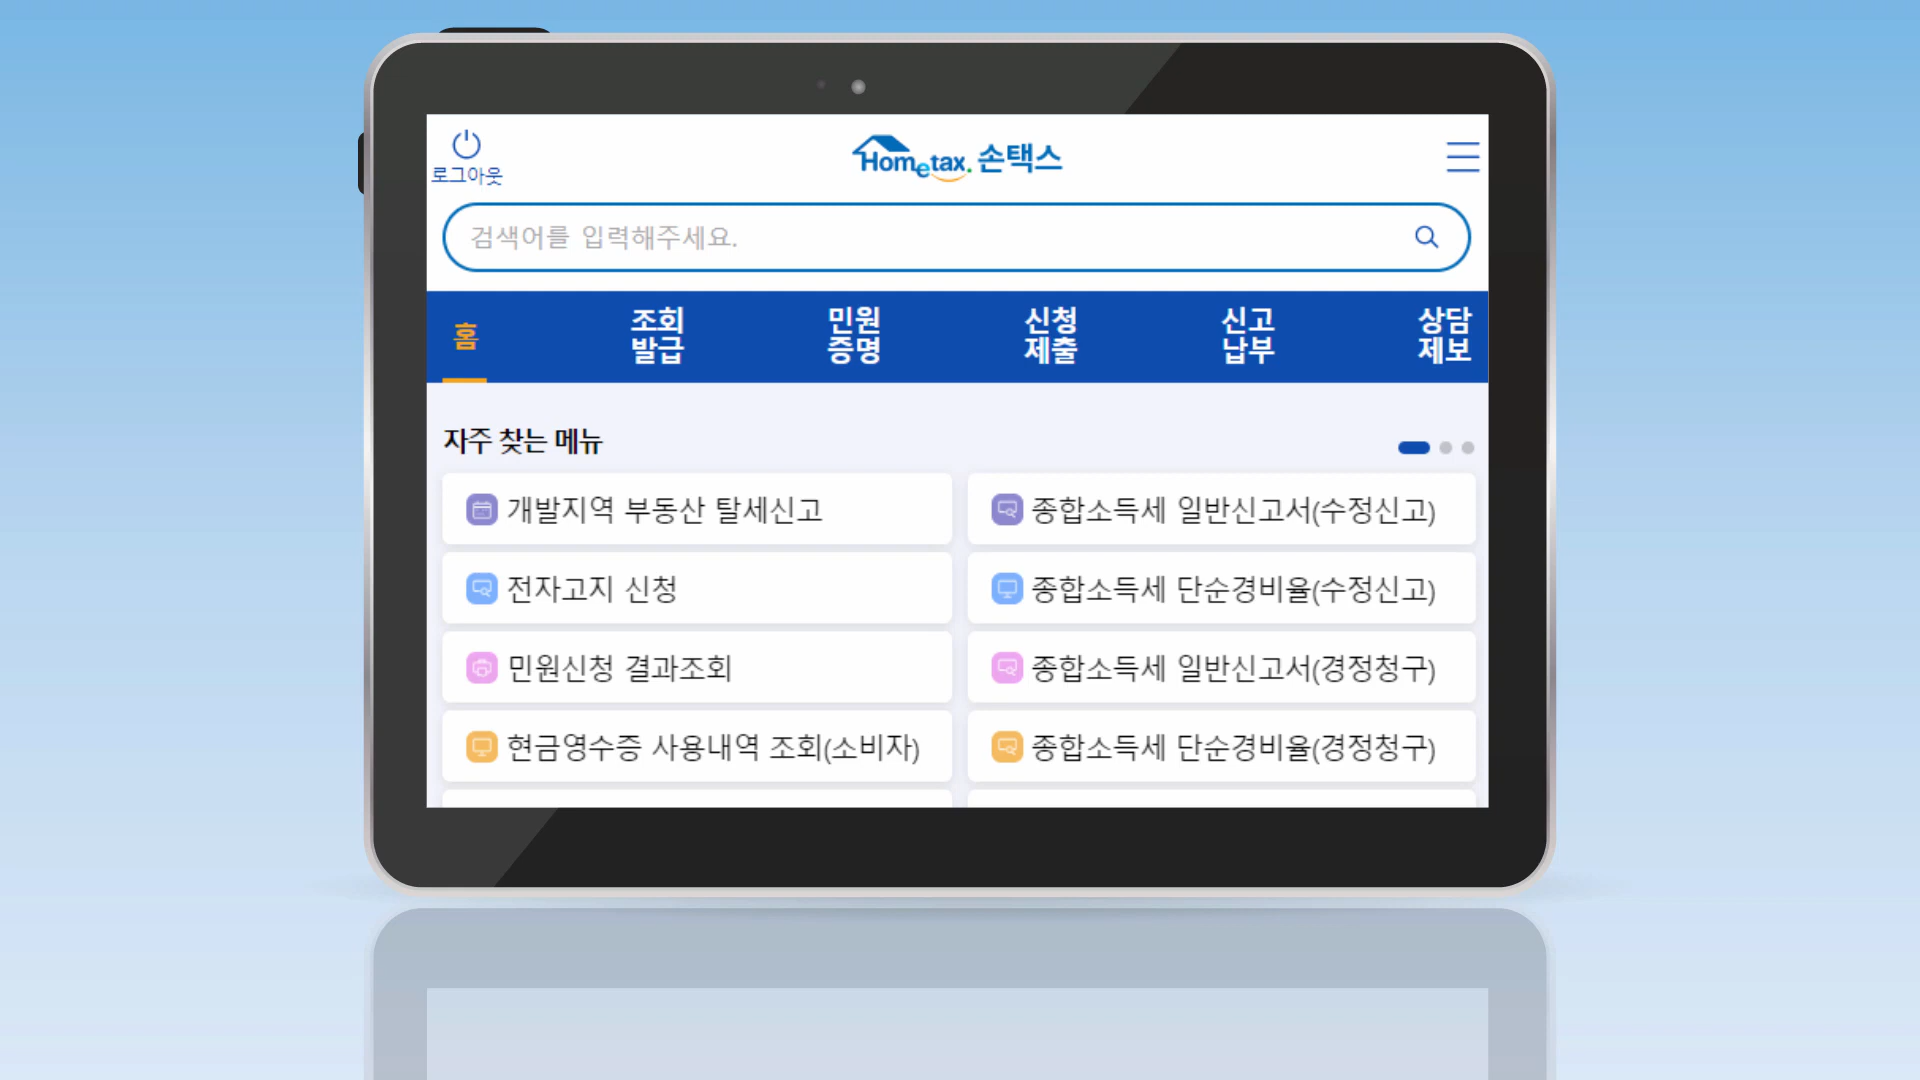 로그아웃
Hometax. 손택스
검색어를 입력해주세요.
홈
조회
발급
민원
증명
신청
제출
신고
납부
상담
제보
자주 찾는 메뉴
개발지역 부동산 탈세신고
종합소득세 일반신고서(수정신고)
전자고지 신청
종합소득세 단순경비율(수정신고)
민원신청 결과조회
종합소득세 일반신고서(경정청구)
현금영수증 사용내역 조회(소비자)
종합소득세 단순경비율(경정청구)